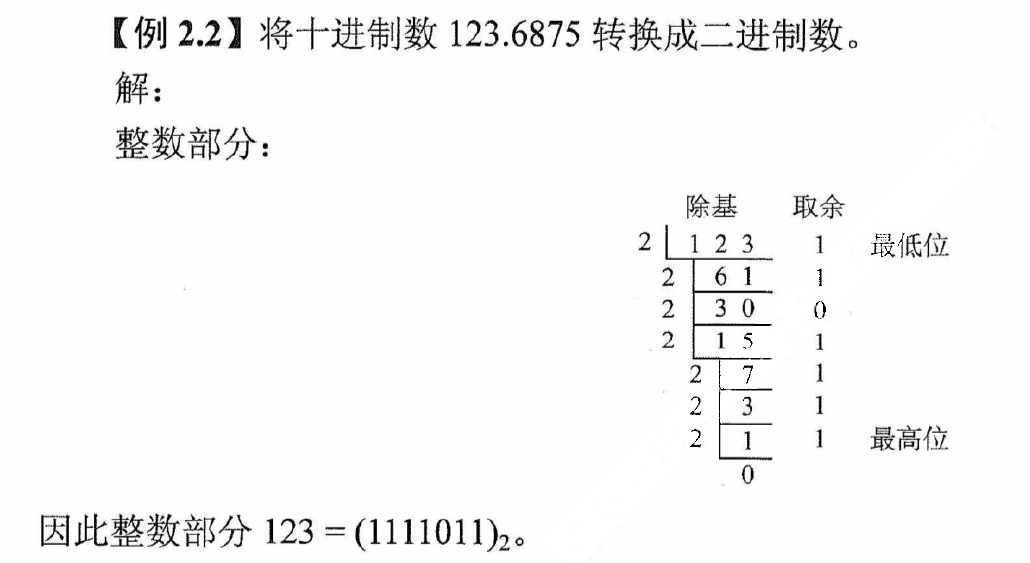 【例 2.2】将十进制数 123.6875 转换成二进制数。
解：
整数部分：
除基 取余
2 1 2 3 1 最低位
2 6 1 1
2 3 0 0
2 1 5 1
2 7 1
2 3 1
2 1 1 最高位
0
因此整数部分 123 = (1111011)₂。